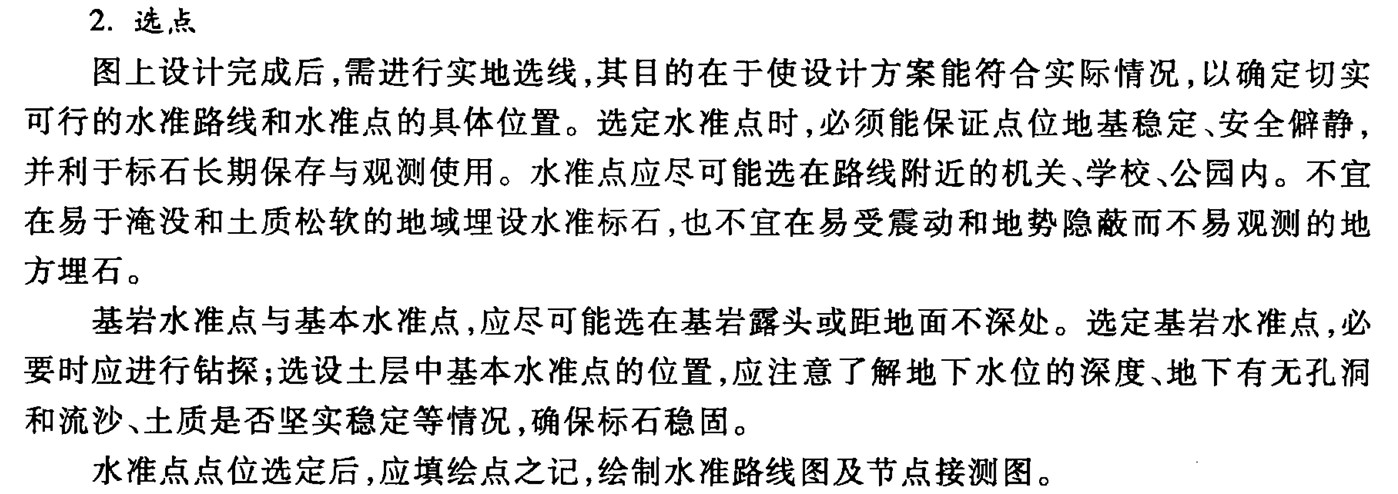 2. 选点
图上设计完成后,需进行实地选线,其目的在于使设计方案能符合实际情况,以确定切实
可行的水准路线和水准点的具体位置。选定水准点时,必须能保证点位地基稳定、安全僻静,
并利于标石长期保存与观测使用。水准点应尽可能选在路线附近的机关、学校、公园内。不宜
在易于淹没和土质松软的地域埋设水准标石,也不宜在易受震动和地势隐蔽而不易观测的地
方埋石。
基岩水准点与基本水准点,应尽可能选在基岩露头或距地面不深处。选定基岩水准点,必
要时应进行钻探;选设土层中基本水准点的位置,应注意了解地下水位的深度、地下有无孔洞
和流沙、土质是否坚实稳定等情况,确保标石稳固。
水准点点位选定后,应填绘点之记,绘制水准路线图及节点接测图。